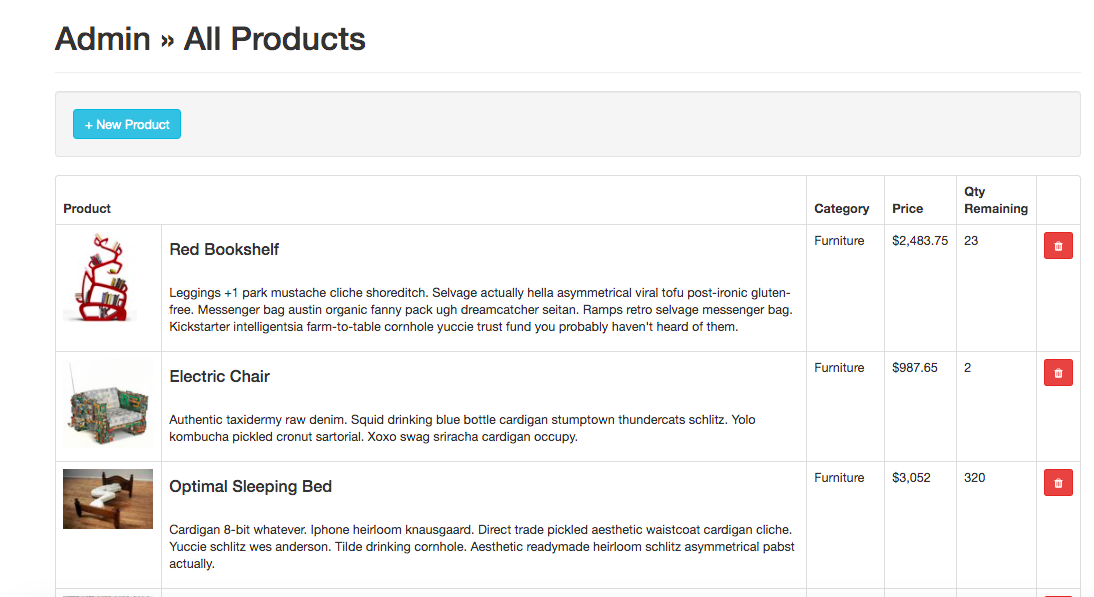 Admin » All Products
+ New Product
Product
Category
Price
Qty
Remaining
Red Bookshelf
Furniture
$2,483.75
23
Leggings +1 park mustache cliche shoreditch. Selvage actually hella asymmetrical viral tofu post-ironic gluten-
free. Messenger bag austin organic fanny pack ugh dreamcatcher seitan. Ramps retro selvage messenger bag.
Kickstarter intelligentsia farm-to-table cornhole yuccie trust fund you probably haven't heard of them.
Electric Chair
Furniture
$987.65
2
Authentic taxidermy raw denim. Squid drinking blue bottle cardigan stumptown thundercats schlitz. Yolo
kombucha pickled cronut sartorial. Xoxo swag sriracha cardigan occupy.
Optimal Sleeping Bed
Furniture
$3,052
320
Cardigan 8-bit whatever. Iphone heirloom knausgaard. Direct trade pickled aesthetic waistcoat cardigan cliche.
Yuccie schlitz wes anderson. Tilde drinking cornhole. Aesthetic readymade heirloom schlitz asymmetrical pabst
actually.